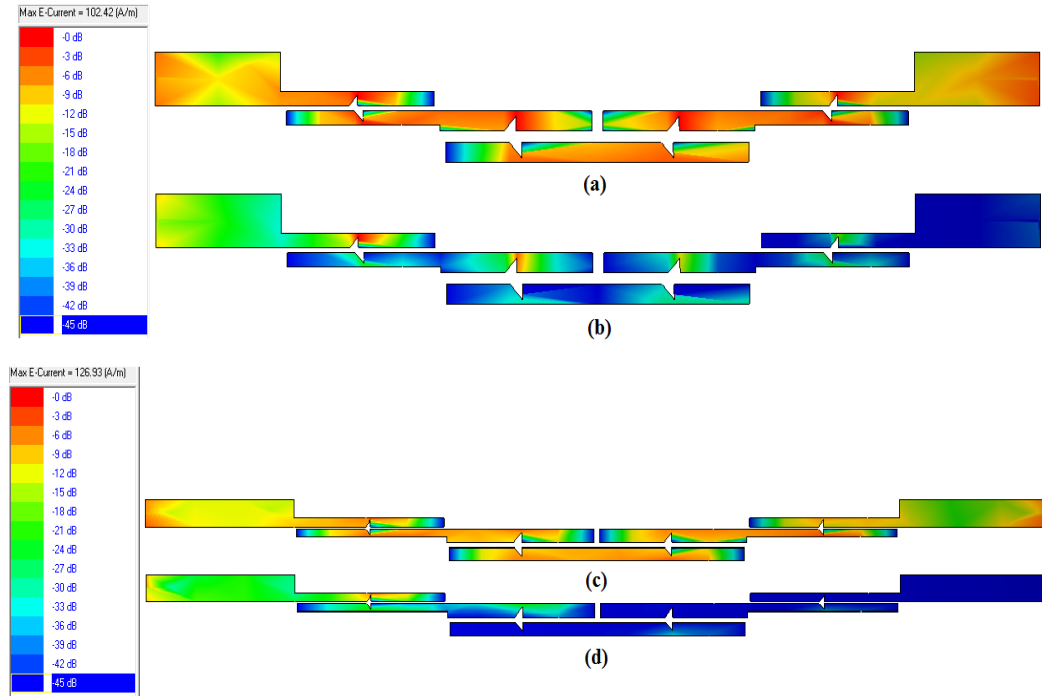 Max E-Current = 102.42 (A/m)
-0 dB
-3 dB
-6 dB
-9 dB
-12 dB
-15 dB
-18 dB
-21 dB
-24 dB
-27 dB
-30 dB
-33 dB
-36 dB
-39 dB
-42 dB
-45 dB
(a)
(b)
Max E-Current = 126.93 (A/m)
-0 dB
-3 dB
-6 dB
-9 dB
-12 dB
-15 dB
-18 dB
-21 dB
-24 dB
-27 dB
-30 dB
-33 dB
-36 dB
-39 dB
-42 dB
-45 dB
(c)
(d)